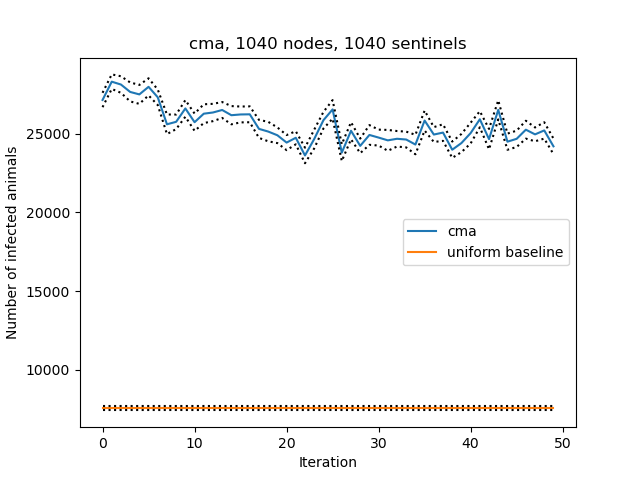 cma, 1040 nodes, 1040 sentinels
Number of infected animals
25000
20000
15000
10000
cma
uniform baseline
0 10 20 30 40 50
Iteration